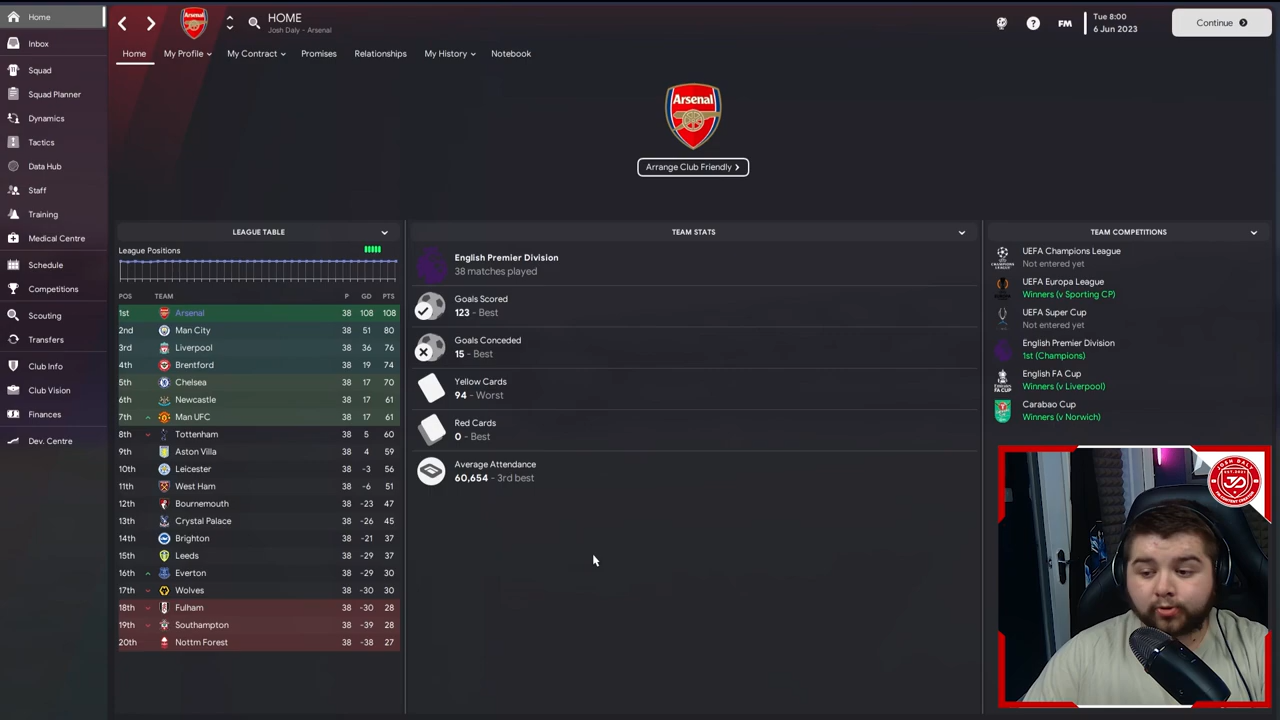 Home
Inbox
Squad
Squad Planner
Dynamics
Tactics
Data Hub
Staff
Training
Medical Centre
Schedule
Competitions
Scouting
Transfers
Club Info
Club Vision
Finances
Dev. Centre
Arsenal
HOME
Josh Daly - Arsenal
FM
Tue 8:00
6 Jun 2023
Continue
Home
My Profile
My Contract
Promises
Relationships
My History
Notebook
Arsenal
Arrange Club Friendly
LEAGUE TABLE
League Positions
POS TEAM P GD PTS
1st Arsenal 38 108 108
2nd Man City 38 51 80
3rd Liverpool 38 36 76
4th Brentford 38 19 74
5th Chelsea 38 17 70
6th Newcastle 38 17 61
7th Man UFC 38 17 61
8th Tottenham 38 5 60
9th Aston Villa 38 4 59
10th Leicester 38 -3 56
11th West Ham 38 -6 51
12th Bournemouth 38 -23 47
13th Crystal Palace 38 -26 45
14th Brighton 38 -21 37
15th Leeds 38 -29 37
16th Everton 38 -29 30
17th Wolves 38 -30 30
18th Fulham 38 -30 28
19th Southampton 38 -39 28
20th Nottm Forest 38 -38 27
TEAM STATS
English Premier Division
38 matches played
Goals Scored
123 - Best
Goals Conceded
15 - Best
Yellow Cards
94 - Worst
Red Cards
0 - Best
Average Attendance
60,654 - 3rd best
TEAM COMPETITIONS
UEFA Champions League
Not entered yet
UEFA Europa League
Winners (v Sporting CP)
UEFA Super Cup
Not entered yet
English Premier Division
1st (Champions)
English FA Cup
Winners (v Liverpool)
Carabao Cup
Winners (v Norwich)
JOSH DALY
JD